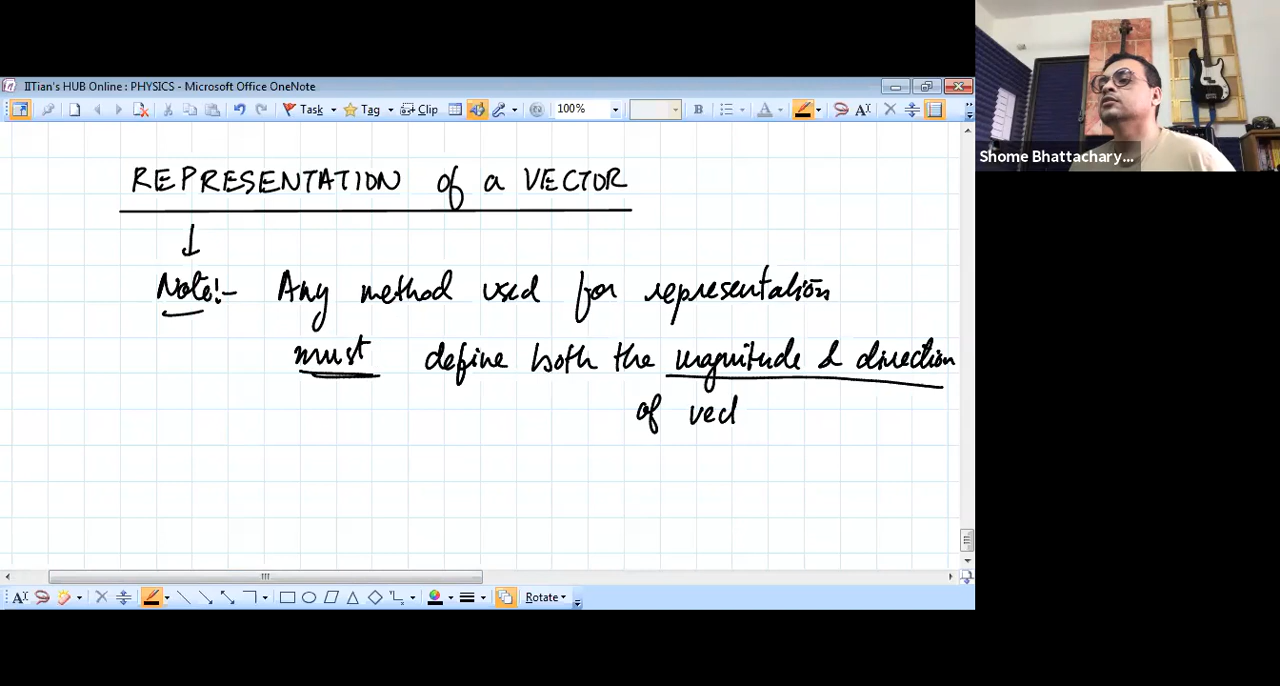 IITian's HUB Online : PHYSICS - Microsoft Office OneNote
Task Tag Clip 100% B A
REPRESENTATION of a VECTOR
Note:- Any method used for representation
must define both the magnitude & direction
of vect
Shome Bhattachary...
Rotate